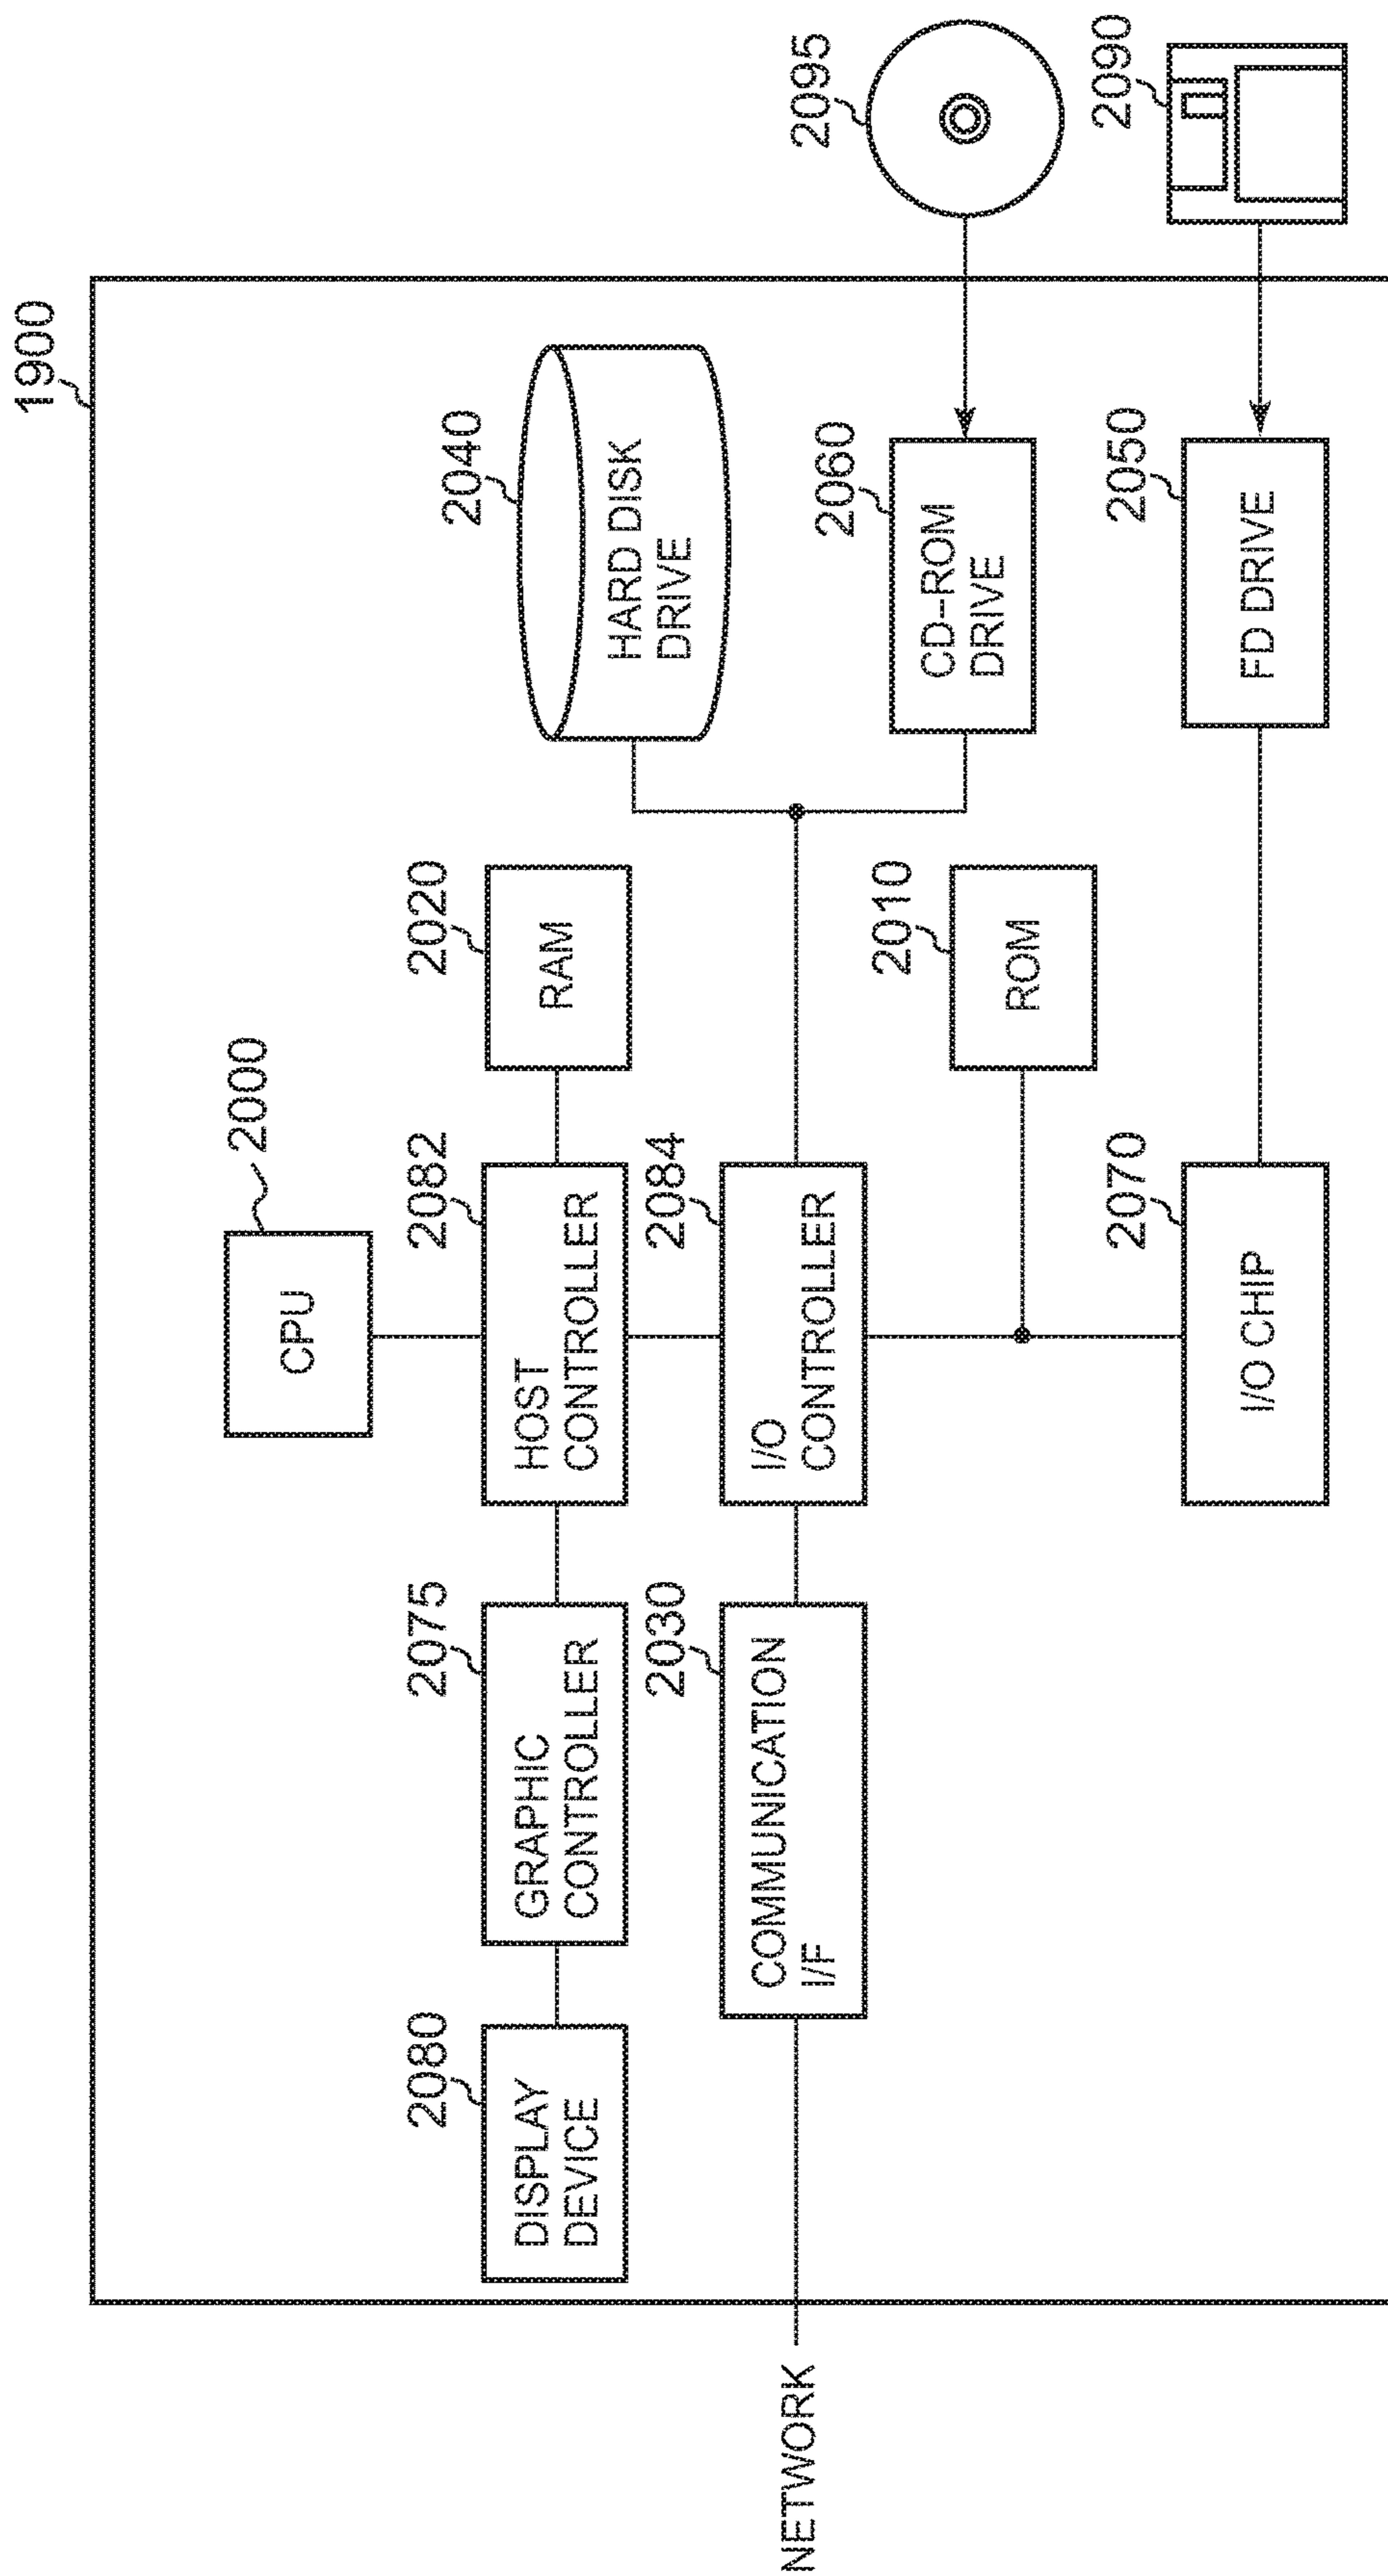 1900
CPU
2000
2080
DISPLAY
DEVICE
2075
GRAPHIC
CONTROLLER
2082
HOST
CONTROLLER
2020
RAM
2040
HARD DISK
DRIVE
NETWORK
2030
COMMUNICATION
I/F
2084
I/O
CONTROLLER
2060
CD-ROM
DRIVE
2095
2010
ROM
2070
I/O CHIP
2050
FD DRIVE
2090